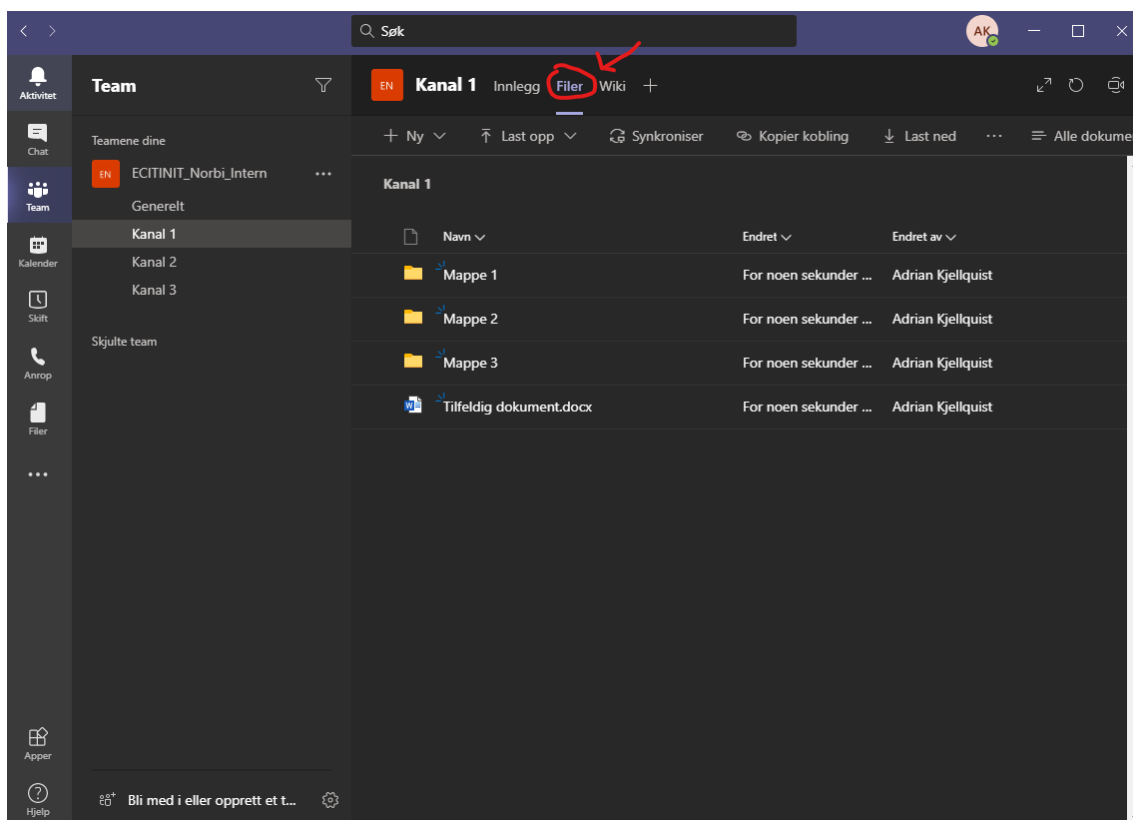 Søk
AK
Aktivitet
Chat
Team
Kalender
Skift
Anrop
Filer
Apper
Hjelp
Team
Teamene dine
EN ECITINIT_Norbi_Intern
Generelt
Kanal 1
Kanal 2
Kanal 3
Skjulte team
Bli med i eller opprett et t...
EN Kanal 1 Innlegg Filer Wiki
Ny Last opp Synkroniser Kopier kobling Last ned Alle dokume
Kanal 1
Navn Endret Endret av
Mappe 1 For noen sekunder ... Adrian Kjellquist
Mappe 2 For noen sekunder ... Adrian Kjellquist
Mappe 3 For noen sekunder ... Adrian Kjellquist
Tilfeldig dokument.docx For noen sekunder ... Adrian Kjellquist